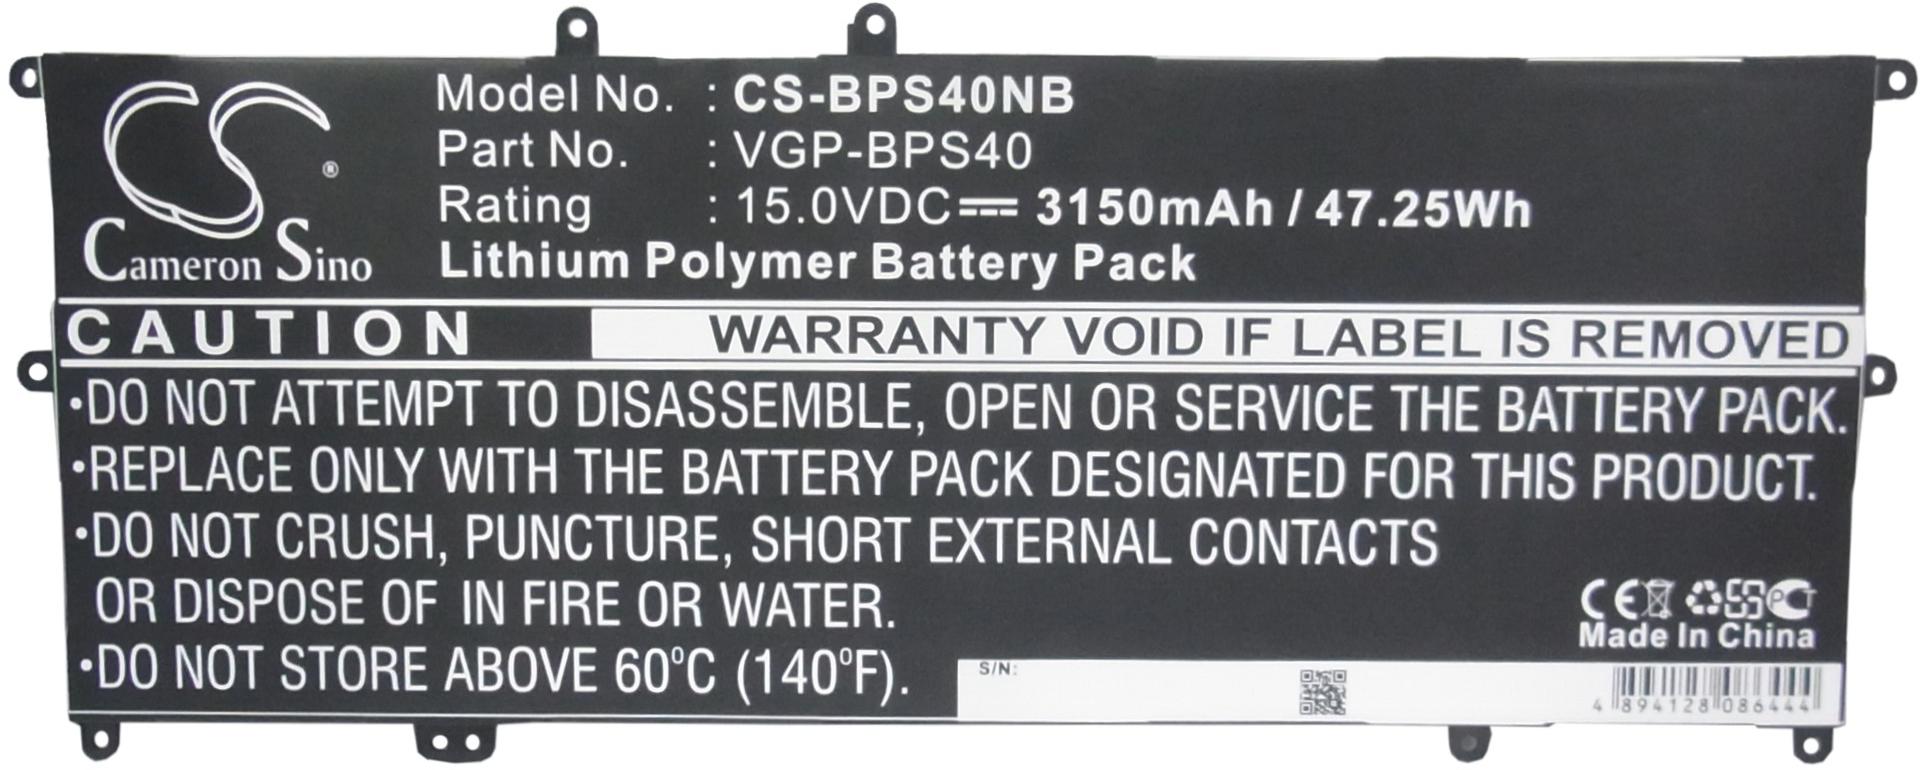 CS®
Cameron Sino
Model No. : CS-BPS40NB
Part No. : VGP-BPS40
Rating : 15.0VDC 3150mAh / 47.25Wh
Lithium Polymer Battery Pack
CAUTION WARRANTY VOID IF LABEL IS REMOVED
•DO NOT ATTEMPT TO DISASSEMBLE, OPEN OR SERVICE THE BATTERY PACK.
•REPLACE ONLY WITH THE BATTERY PACK DESIGNATED FOR THIS PRODUCT.
•DO NOT CRUSH, PUNCTURE, SHORT EXTERNAL CONTACTS
OR DISPOSE OF IN FIRE OR WATER.
•DO NOT STORE ABOVE 60°C (140°F).
CE PCT
Made In China
S/N:
4 894128 086444